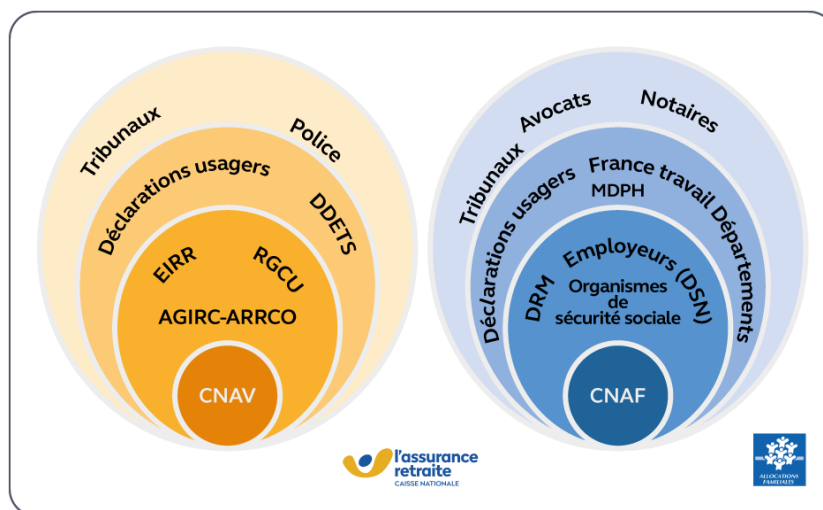 Tribunaux
Police
Déclarations usagers
DDETS
EIRR
RGCU
AGIRC-ARRCO
CNAV
Avocats
Notaires
Tribunaux
Déclarations usagers
France travail
MDPH
Départements
DRM
Employeurs (DSN)
Organismes
de
sécurité sociale
CNAF
l'assurance
retraite
CAISSE NATIONALE
ALLOCATIONS
FAMILIALES